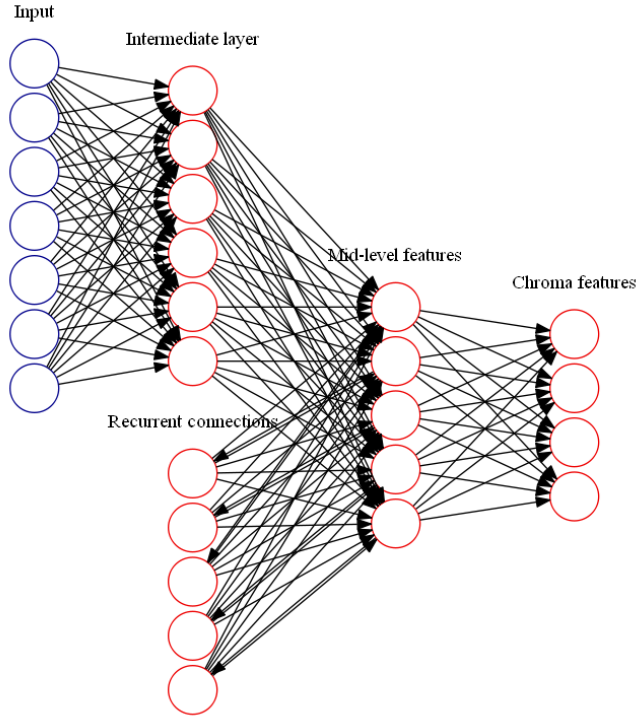 Input
Intermediate layer
Mid-level features
Chroma features
Recurrent connections